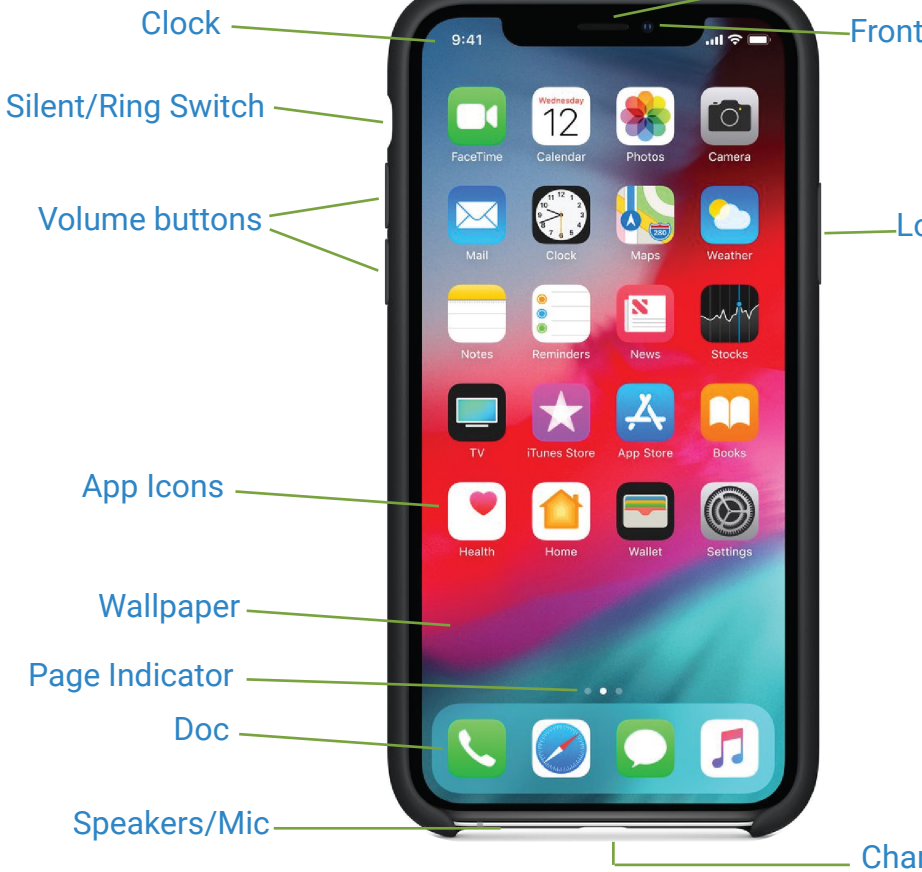 Clock
Front
9:41
Silent/Ring Switch
Wednesday
12
FaceTime Calendar Photos Camera
Volume buttons
280
Mail Clock Maps Weather
Notes Reminders News Stocks
TV iTunes Store App Store Books
App Icons
Health Home Wallet Settings
Wallpaper
Page Indicator
Doc
Speakers/Mic
Char